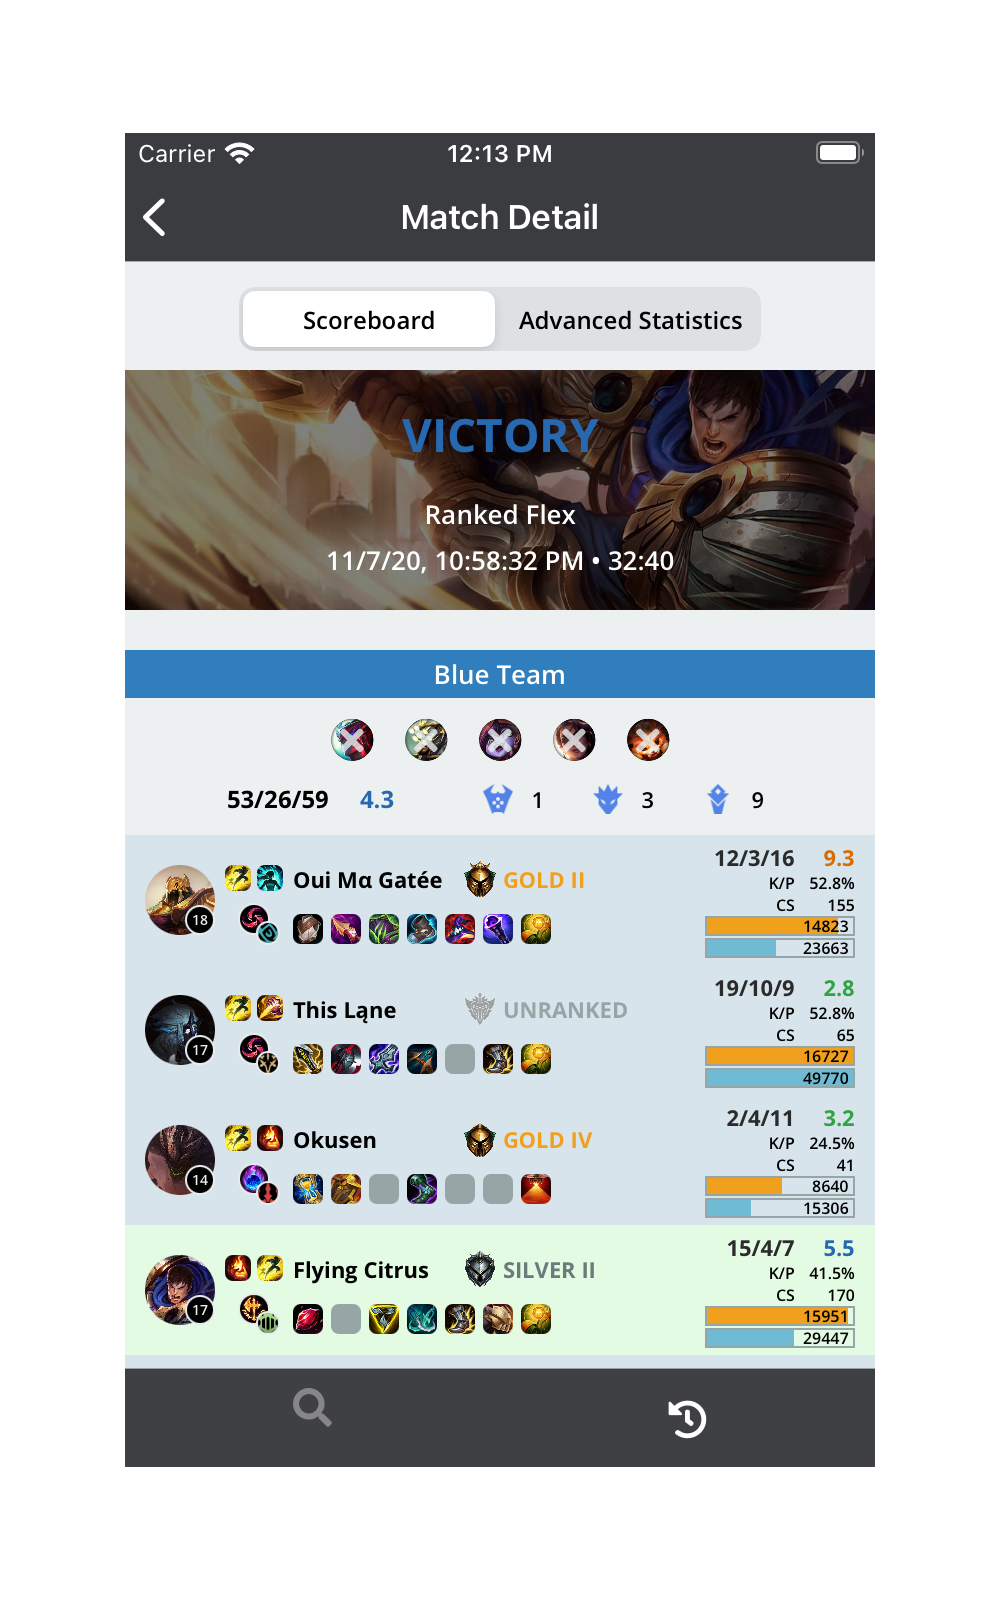 Carrier 12:13 PM
Match Detail
Scoreboard Advanced Statistics
VICTORY
Ranked Flex
11/7/20, 10:58:32 PM • 32:40
Blue Team
53/26/59 4.3 1 3 9
18 Oui Mα Gatée GOLD II 12/3/16 9.3
K/P 52.8%
CS 155
14823
23663
17 This Ląne UNRANKED 19/10/9 2.8
K/P 52.8%
CS 65
16727
49770
14 Okusen GOLD IV 2/4/11 3.2
K/P 24.5%
CS 41
8640
15306
17 Flying Citrus SILVER II 15/4/7 5.5
K/P 41.5%
CS 170
15951
29447